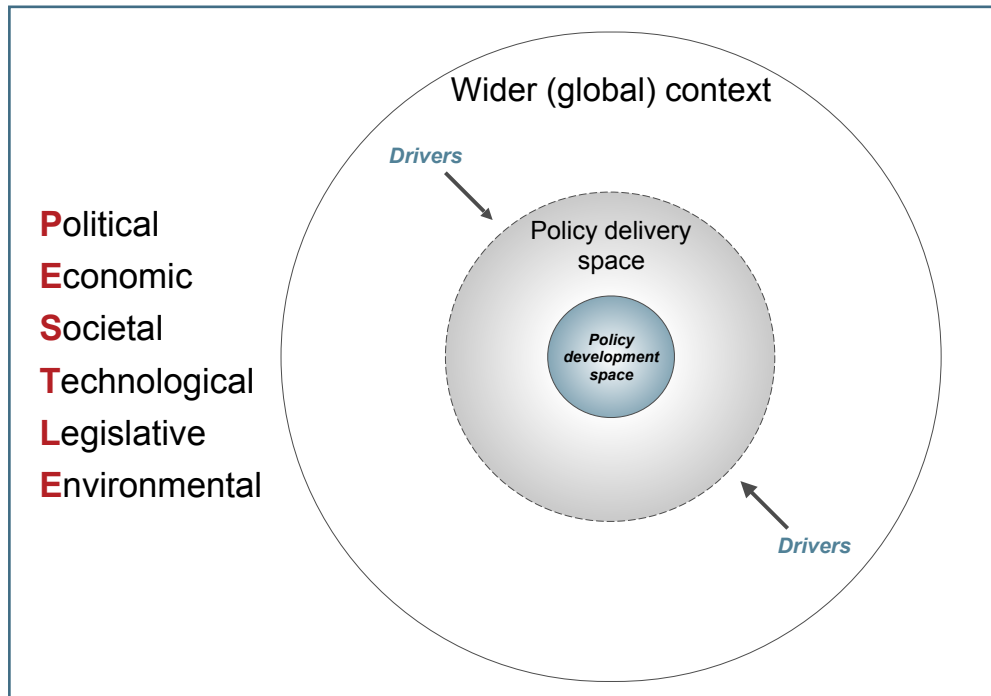 Wider (global) context
Drivers
Policy delivery
space
Policy
development
space
Drivers
Political
Economic
Societal
Technological
Legislative
Environmental